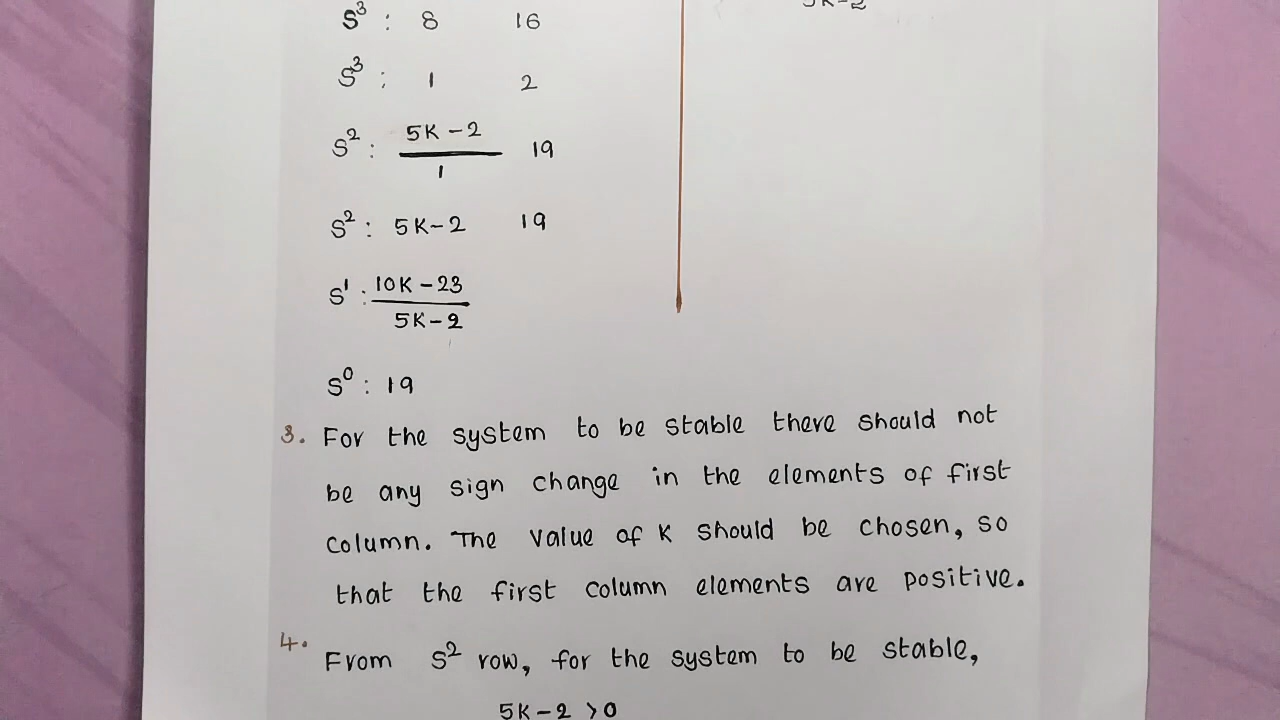 S³ : 8 16
5K-2
S³ : 1 2
S² : 5K-2 / 1 19
S² : 5K-2 19
S¹ : 10K-23 / 5K-2
S⁰ : 19
3. For the system to be stable there should not
be any sign change in the elements of first
column. The value of K should be chosen, so
that the first column elements are positive.
4. From S² row, for the system to be stable,
5K-2 >0